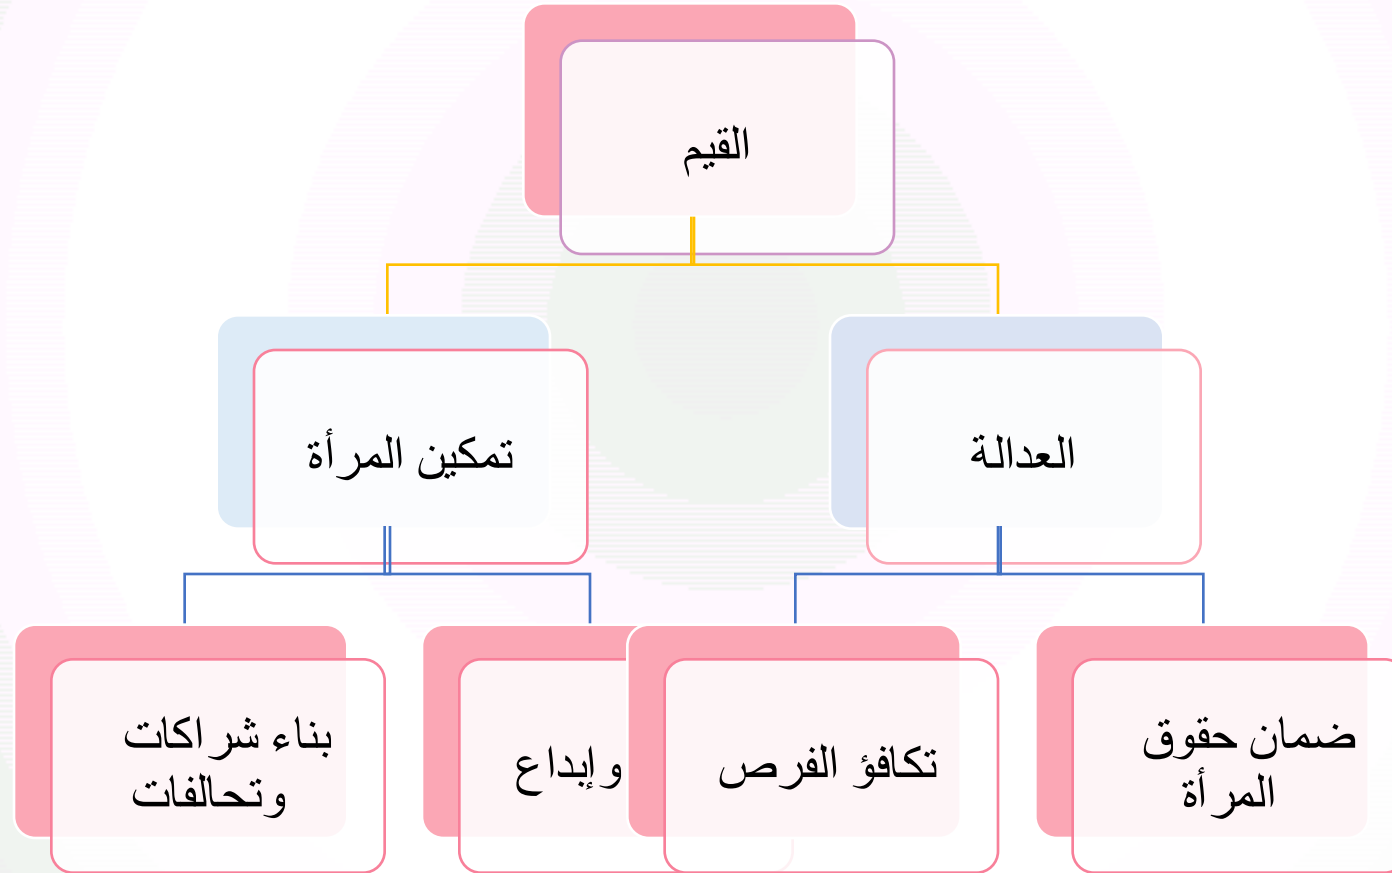 القيم
العدالة
تمكين المرأة
ضمان حقوق
المرأة
تكافؤ الفرص
وإبداع
بناء شراكات
وتحالفات